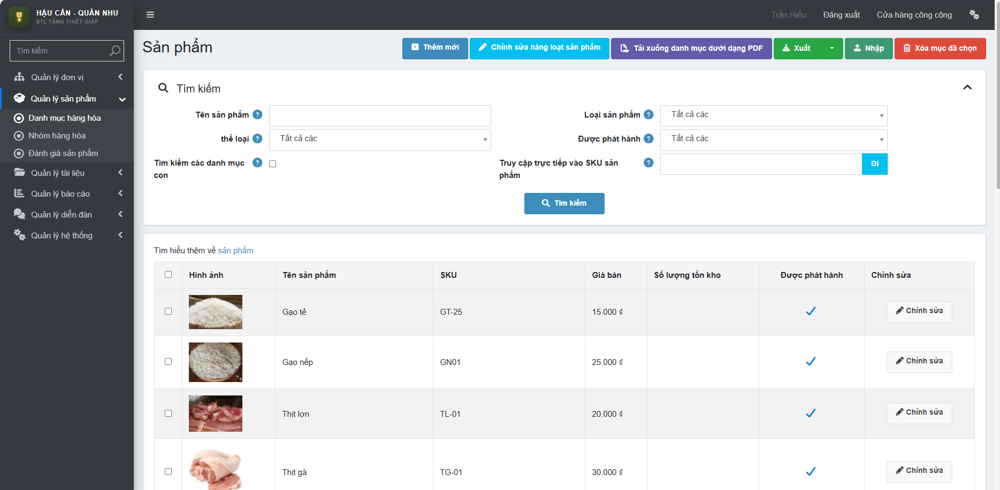 HẬU CẦN - QUÂN NHU
BTL TĂNG THIẾT GIÁP
Trần Hiếu
Đăng xuất
Cửa hàng công cộng
Tìm kiếm
Quản lý đơn vị
Quản lý sản phẩm
Danh mục hàng hóa
Nhóm hàng hóa
Đánh giá sản phẩm
Quản lý tài liệu
Quản lý báo cáo
Quản lý diễn đàn
Quản lý hệ thống
Sản phẩm
Thêm mới
Chỉnh sửa hàng loạt sản phẩm
Tải xuống danh mục dưới dạng PDF
Xuất
Nhập
Xóa mục đã chọn
Tìm kiếm
Tên sản phẩm ?
Loại sản phẩm ? Tất cả các
thể loại ? Tất cả các
Được phát hành ? Tất cả các
Tìm kiếm các danh mục ?
con
Truy cập trực tiếp vào SKU sản ? Đi
phẩm
Tìm kiếm
Tìm hiểu thêm về sản phẩm
Hình ảnh Tên sản phẩm SKU Giá bán Số lượng tồn kho Được phát hành Chỉnh sửa
Gạo tẻ GT-25 15.000 ₫ Chỉnh sửa
Gạo nếp GN01 25.000 ₫ Chỉnh sửa
Thịt lợn TL-01 20.000 ₫ Chỉnh sửa
Thịt gà TG-01 30.000 ₫ Chỉnh sửa